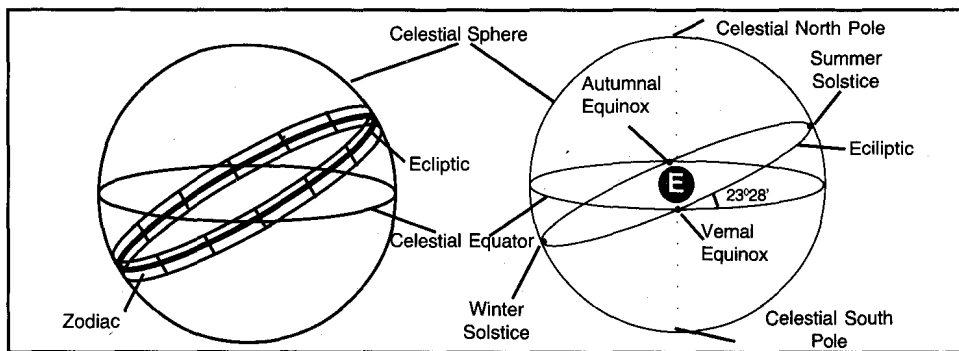 Celestial Sphere
Celestial North Pole
Summer
Solstice
Autumnal
Equinox
Ecliptic
Eciliptic
E
23°28'
Celestial Equator
Vernal
Equinox
Zodiac
Winter
Solstice
Celestial South
Pole